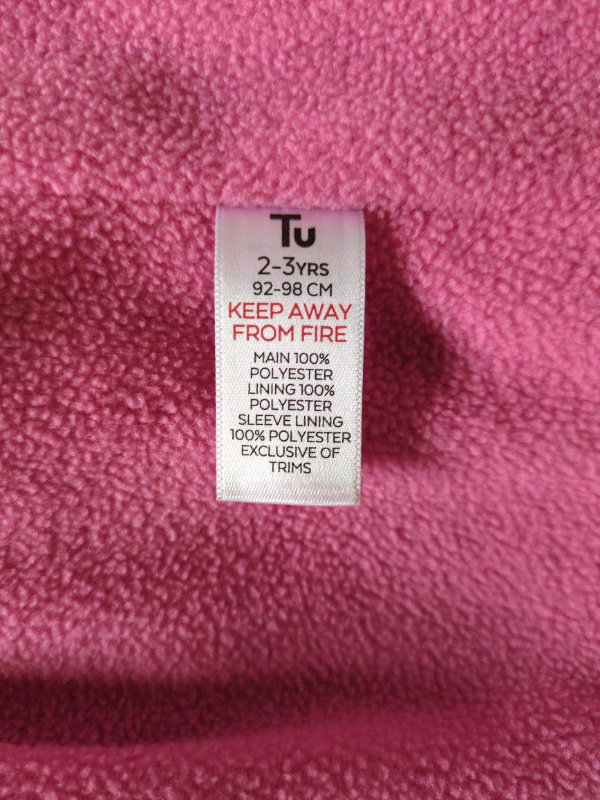 Tu
2-3YRS
92-98 CM
KEEP AWAY
FROM FIRE
MAIN 100%
POLYESTER
LINING 100%
POLYESTER
SLEEVE LINING
100% POLYESTER
EXCLUSIVE OF
TRIMS